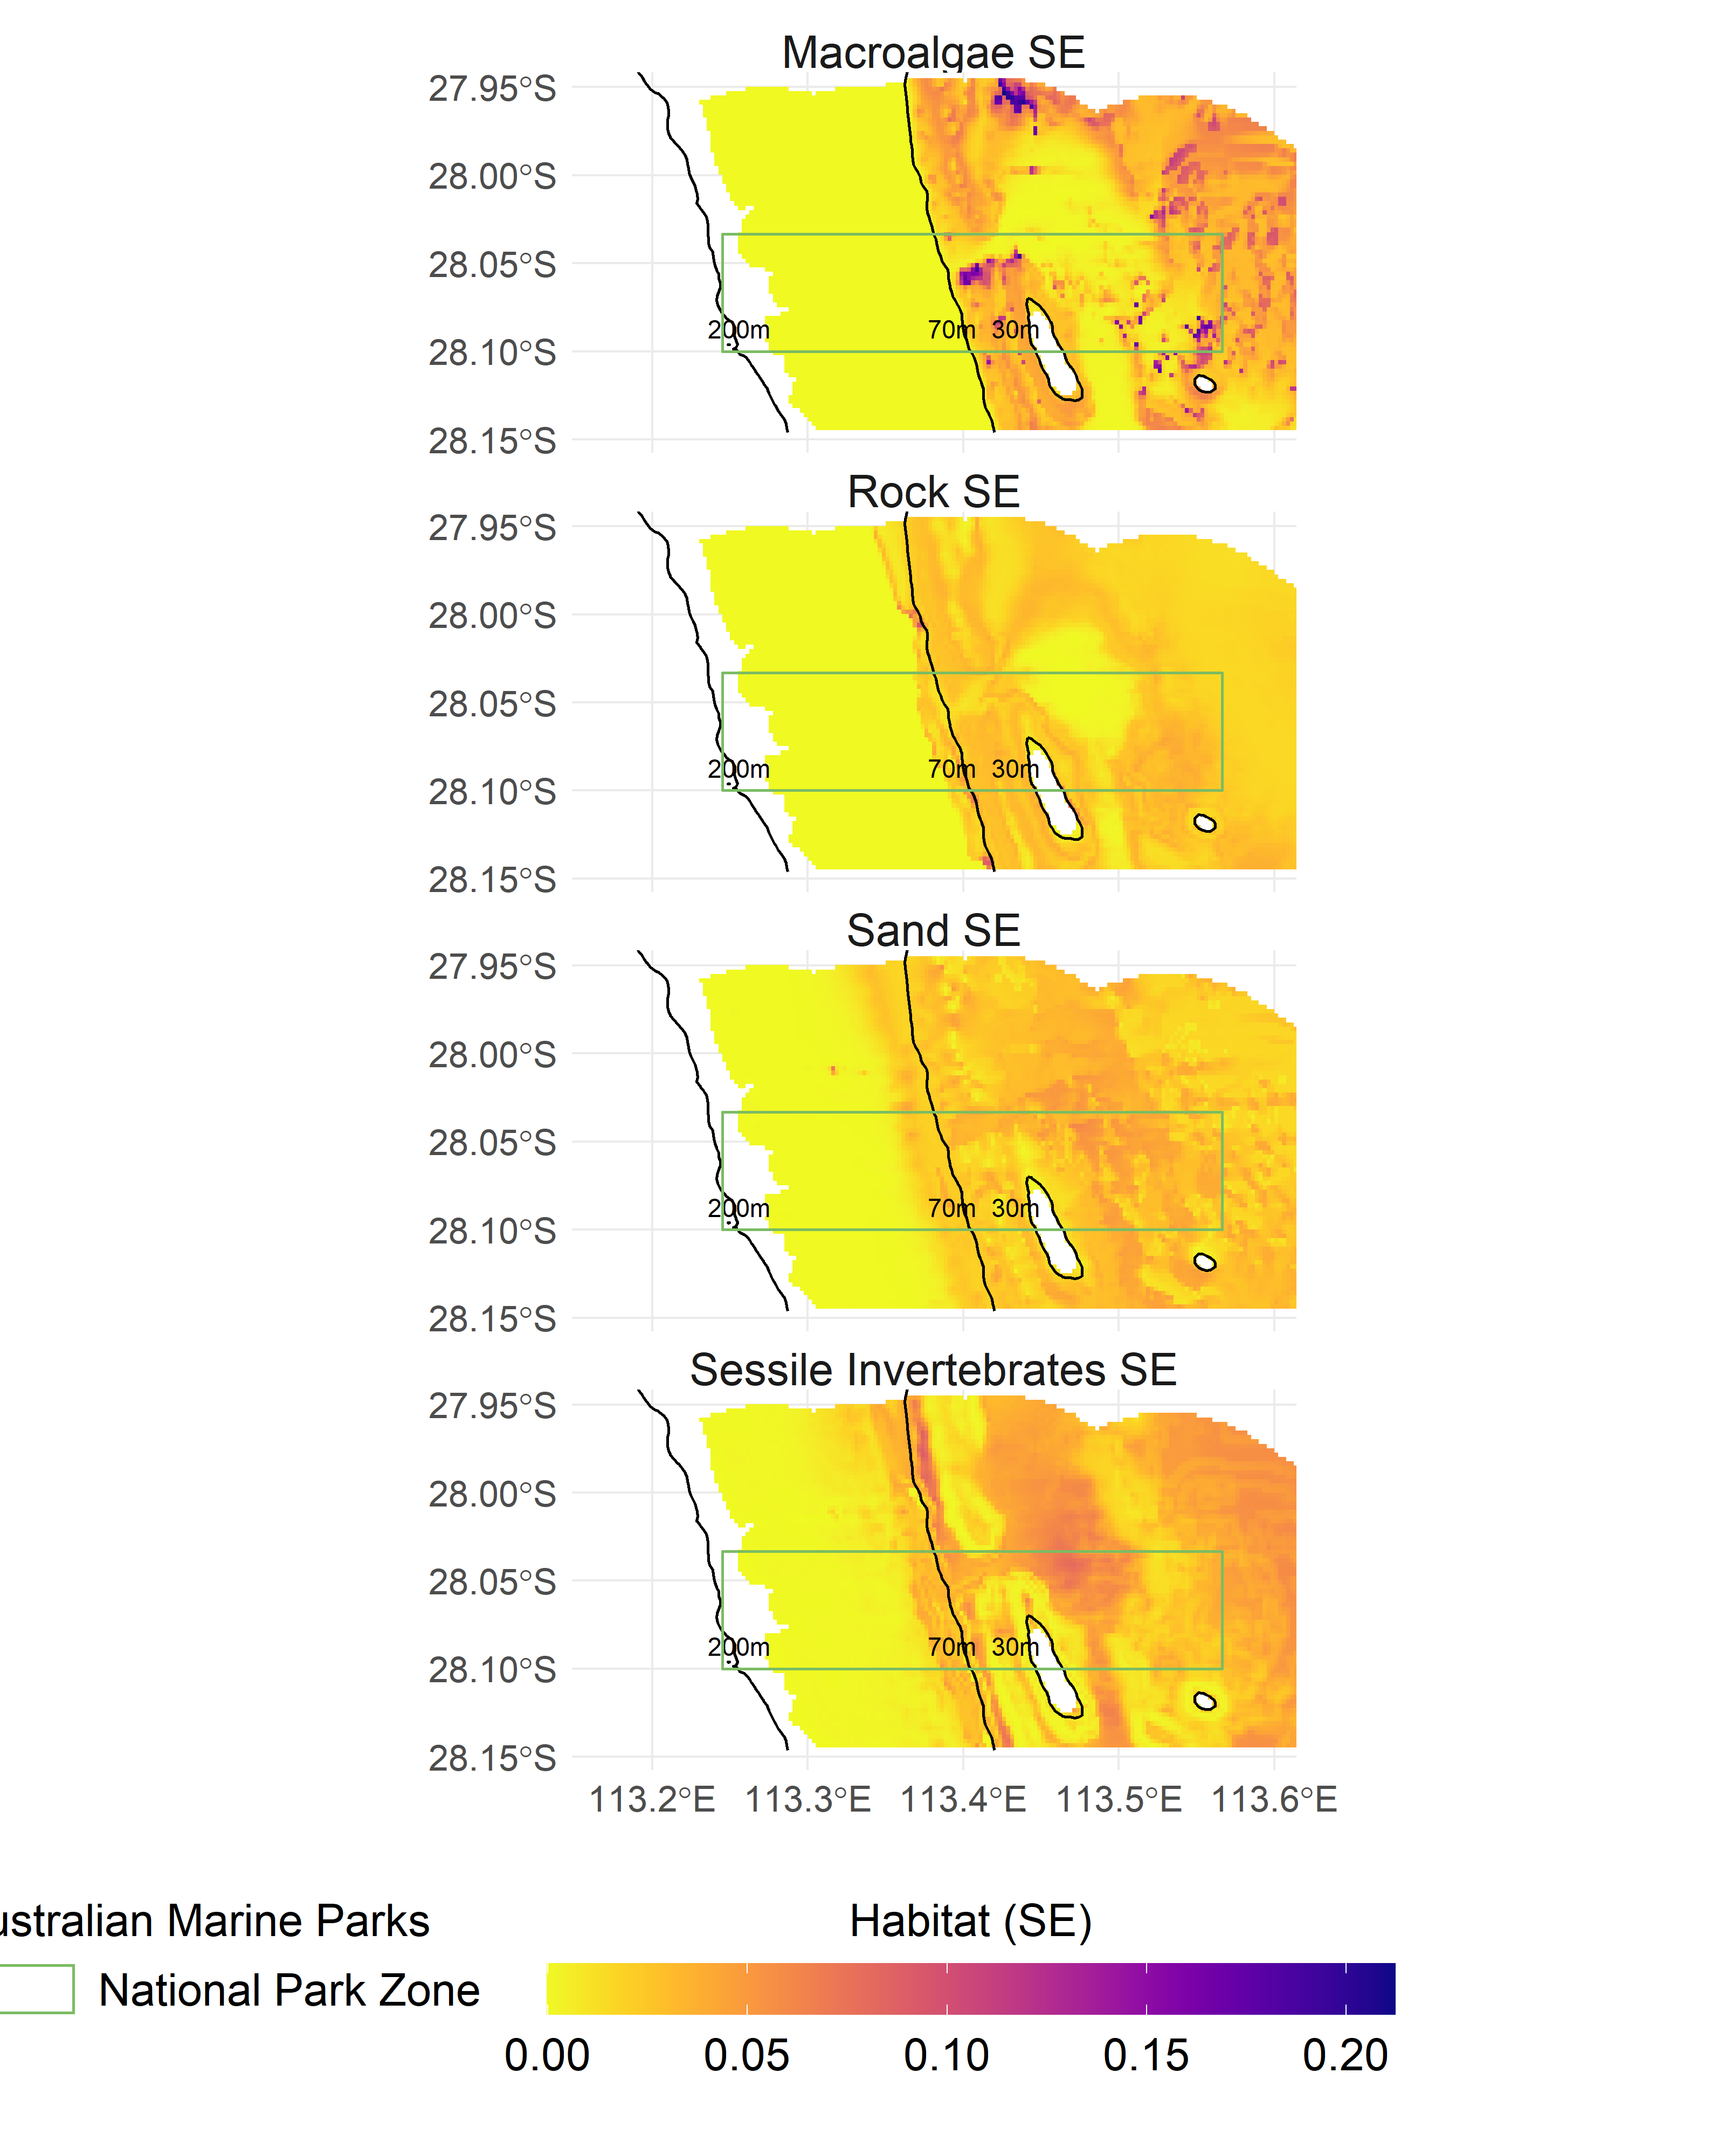 Macroalgae SE
27.95°S
28.00°S
28.05°S
28.10°S
28.15°S
200m 70m 30m
Rock SE
27.95°S
28.00°S
28.05°S
28.10°S
28.15°S
200m 70m 30m
Sand SE
27.95°S
28.00°S
28.05°S
28.10°S
28.15°S
200m 70m 30m
Sessile Invertebrates SE
27.95°S
28.00°S
28.05°S
28.10°S
28.15°S
200m 70m 30m
113.2°E 113.3°E 113.4°E 113.5°E 113.6°E
ustralian Marine Parks
National Park Zone
Habitat (SE)
0.00 0.05 0.10 0.15 0.20